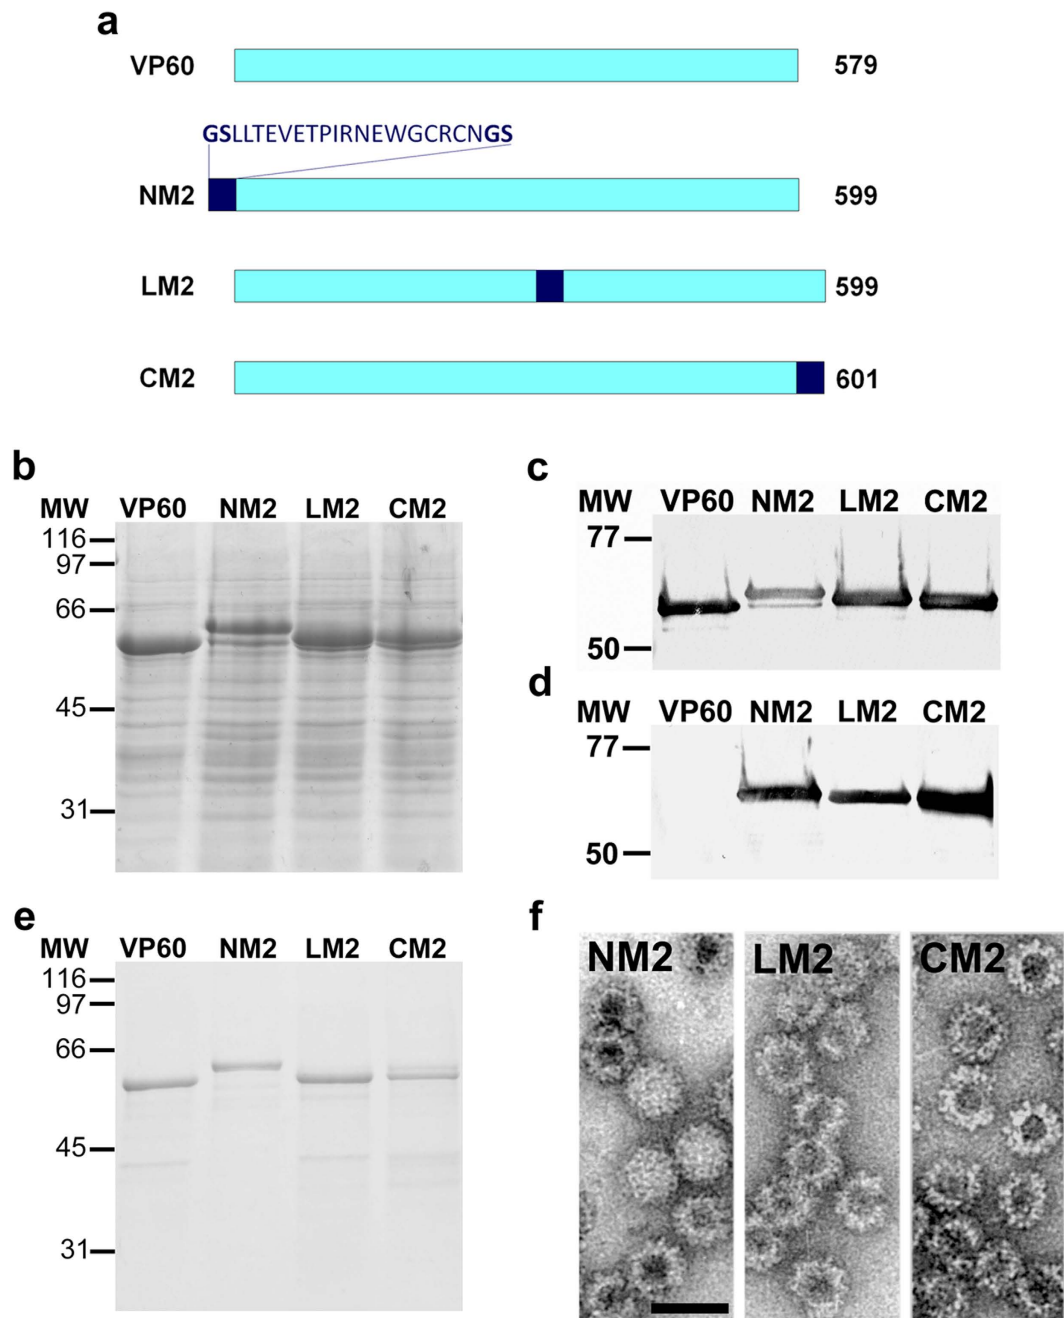 a
VP60 579
GSLLTEVETPIRNEWGCRCNGS
NM2 599
LM2 599
CM2 601
b
MW VP60 NM2 LM2 CM2
116
97
66
45
31
c
MW VP60 NM2 LM2 CM2
77
50
d
MW VP60 NM2 LM2 CM2
77
50
e
MW VP60 NM2 LM2 CM2
116
97
66
45
31
f
NM2 LM2 CM2